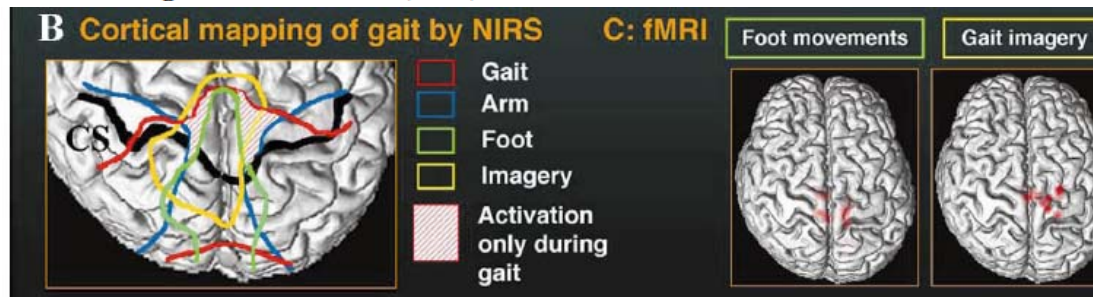 B Cortical mapping of gait by NIRS
C: fMRI
Foot movements
Gait imagery
CS
Gait
Arm
Foot
Imagery
Activation
only during
gait